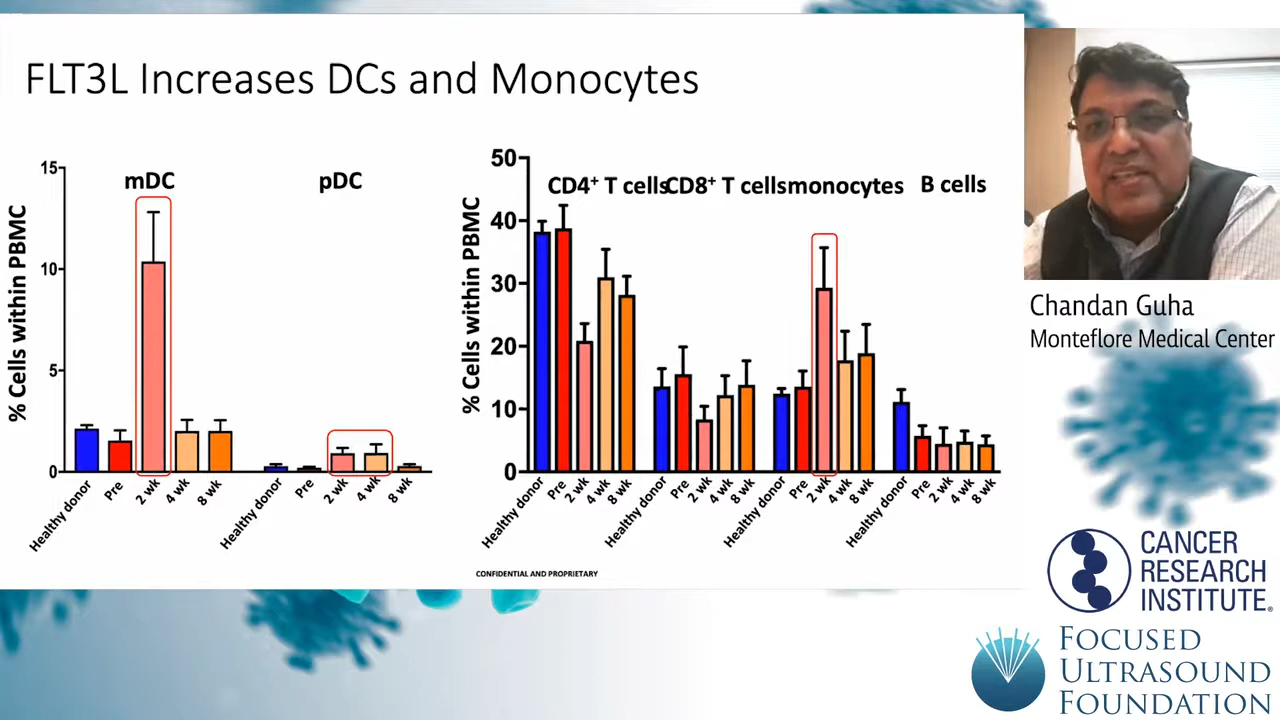 FLT3L Increases DCs and Monocytes
mDC
pDC
% Cells within PBMC
15
10
5
0
Healthy donor
Pre
2 wk
4 wk
8 wk
Healthy donor
Pre
2 wk
4 wk
8 wk
CD4+ T cells
CD8+ T cells
monocytes
B cells
% Cells within PBMC
50
40
30
20
10
0
Healthy donor
Pre
2 wk
4 wk
8 wk
Healthy donor
Pre
2 wk
4 wk
8 wk
Healthy donor
Pre
2 wk
4 wk
8 wk
Healthy donor
Pre
2 wk
4 wk
8 wk
CONFIDENTIAL AND PROPRIETARY
Chandan Guha
Monteflore Medical Center
CANCER
RESEARCH
INSTITUTE®
FOCUSED
ULTRASOUND
FOUNDATION